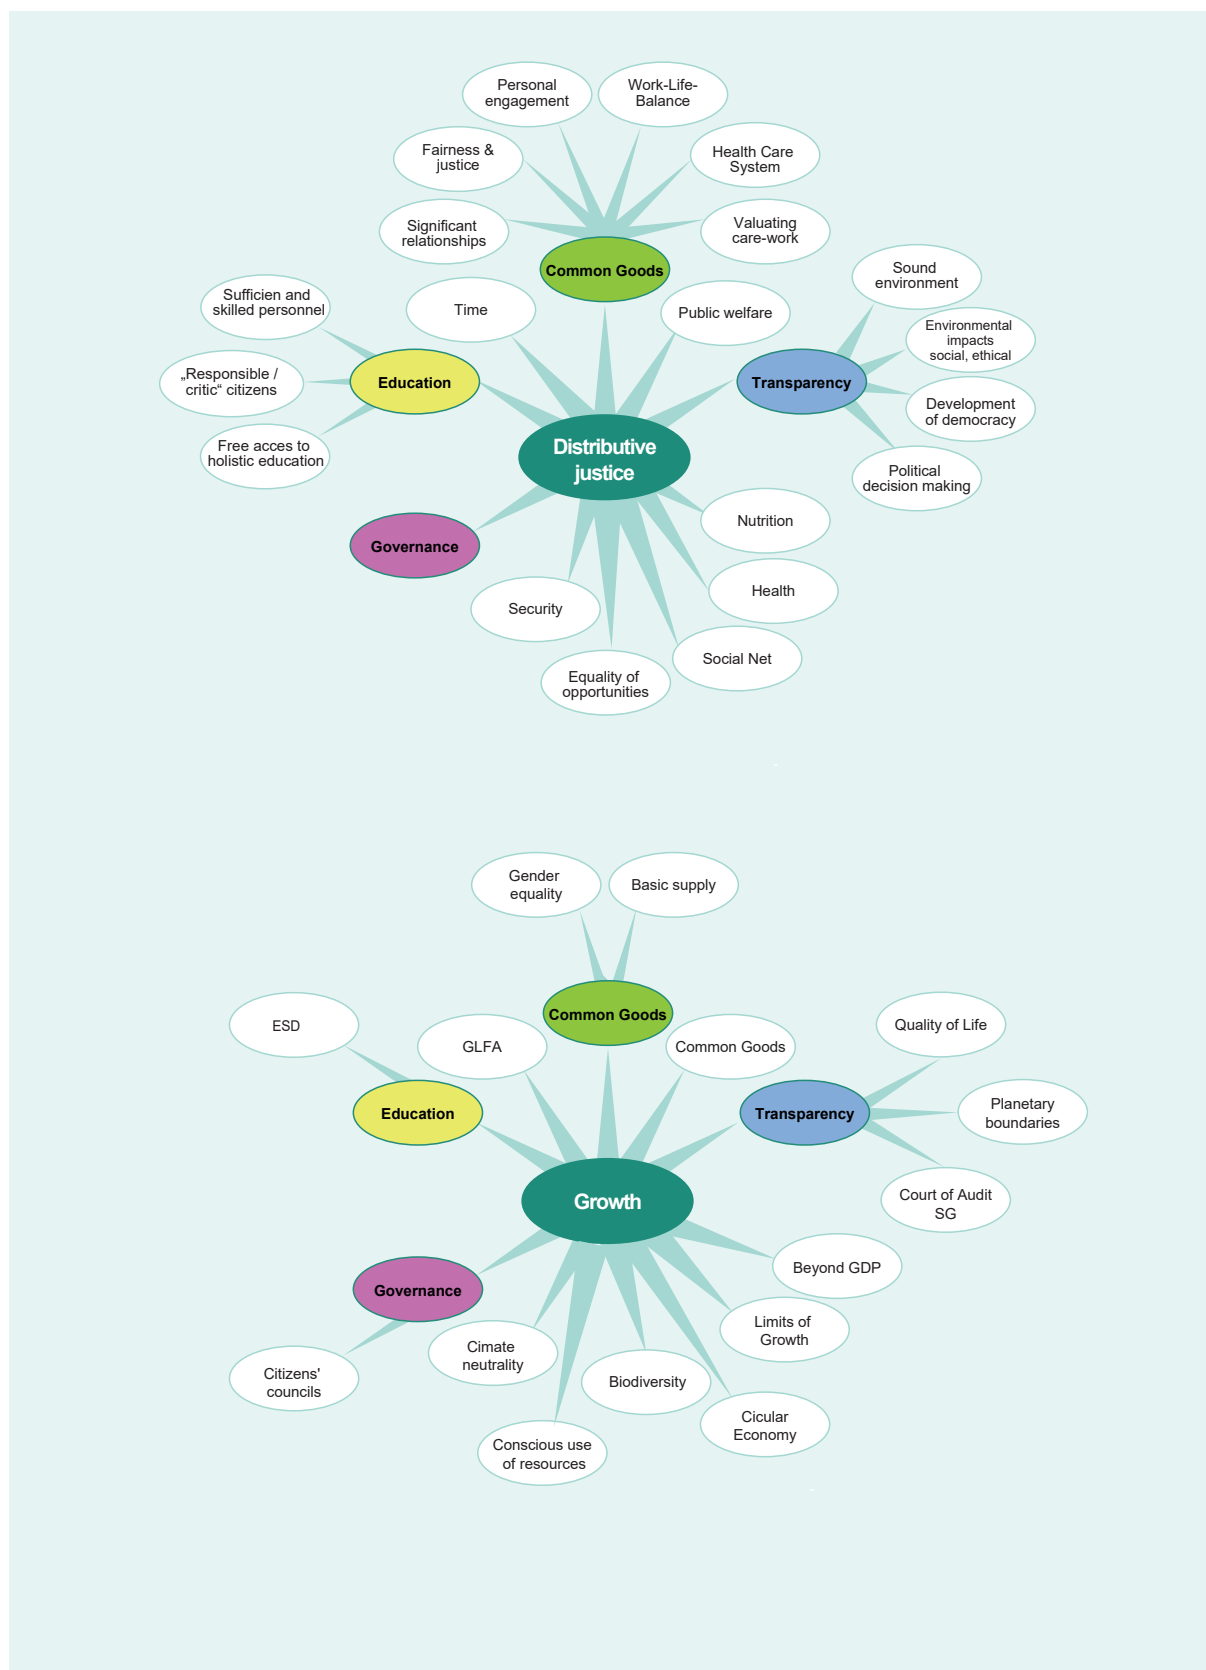 Personal
engagement
Work-Life-
Balance
Fairness &
justice
Health Care
System
Significant
relationships
Valuating
care-work
Common Goods
Sound
environment
Sufficien and
skilled personnel
Time
Public welfare
Environmental
impacts
social, ethical
„Responsible /
critic“ citizens
Education
Transparency
Development
of democracy
Free acces to
holistic education
Distributive
justice
Political
decision making
Nutrition
Governance
Health
Security
Social Net
Equality of
opportunities
Gender
equality
Basic supply
Common Goods
ESD
GLFA
Common Goods
Quality of Life
Education
Transparency
Planetary
boundaries
Growth
Court of Audit
SG
Beyond GDP
Governance
Limits of
Growth
Cimate
neutrality
Citizens'
councils
Biodiversity
Cicular
Economy
Conscious use
of resources